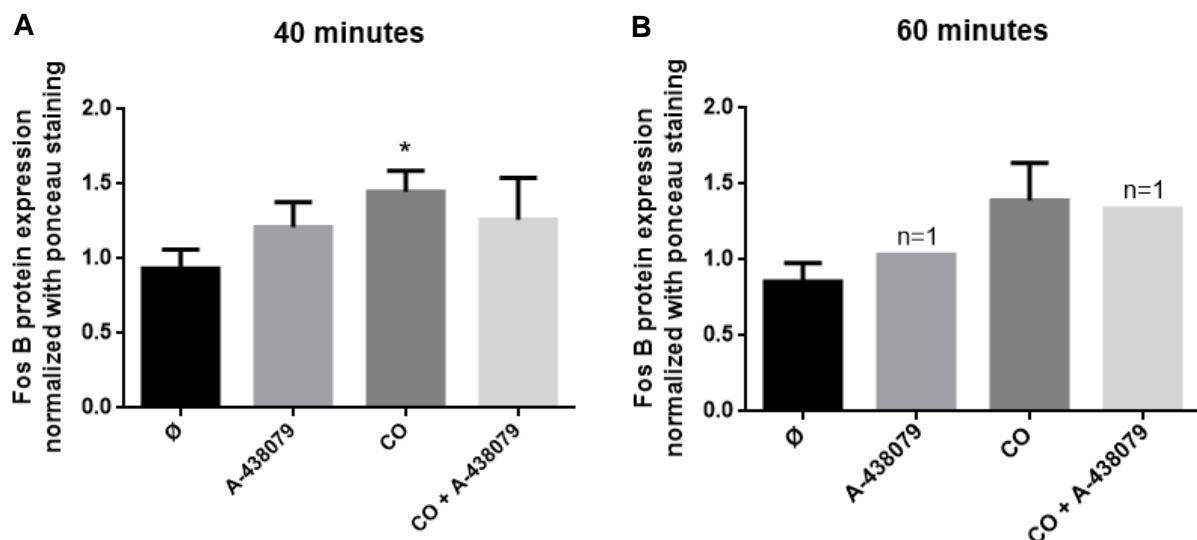 A
40 minutes
Fos B protein expression
normalized with ponceau staining
2.0
1.5
1.0
0.5
0.0
*
Ø
A-438079
CO
CO + A-438079
B
60 minutes
Fos B protein expression
normalized with ponceau staining
2.0
1.5
1.0
0.5
0.0
n=1
n=1
Ø
A-438079
CO
CO + A-438079